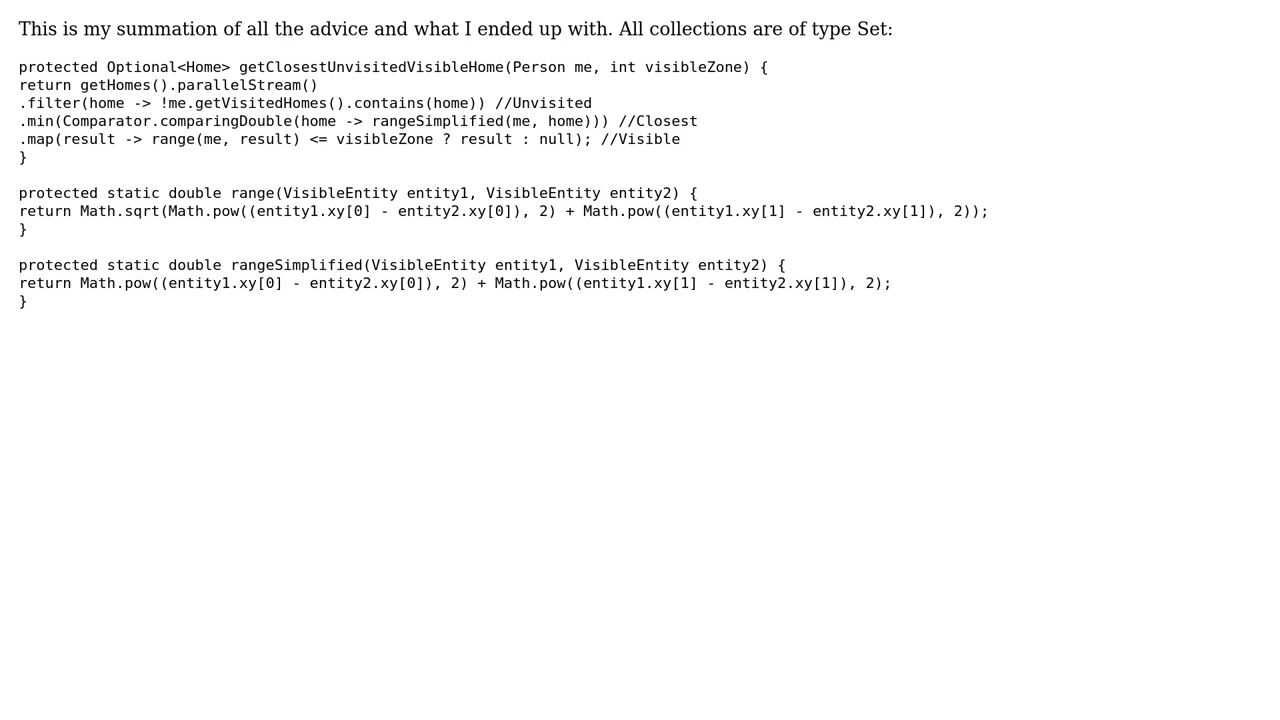 This is my summation of all the advice and what I ended up with. All collections are of type Set:
protected Optional<Home> getClosestUnvisitedVisibleHome(Person me, int visibleZone) {
return getHomes().parallelStream()
.filter(home -> !me.getVisitedHomes().contains(home)) //Unvisited
.min(Comparator.comparingDouble(home -> rangeSimplified(me, home))) //Closest
.map(result -> range(me, result) <= visibleZone ? result : null); //Visible
}
protected static double range(VisibleEntity entity1, VisibleEntity entity2) {
return Math.sqrt(Math.pow((entity1.xy[0] - entity2.xy[0]), 2) + Math.pow((entity1.xy[1] - entity2.xy[1]), 2));
}
protected static double rangeSimplified(VisibleEntity entity1, VisibleEntity entity2) {
return Math.pow((entity1.xy[0] - entity2.xy[0]), 2) + Math.pow((entity1.xy[1] - entity2.xy[1]), 2);
}